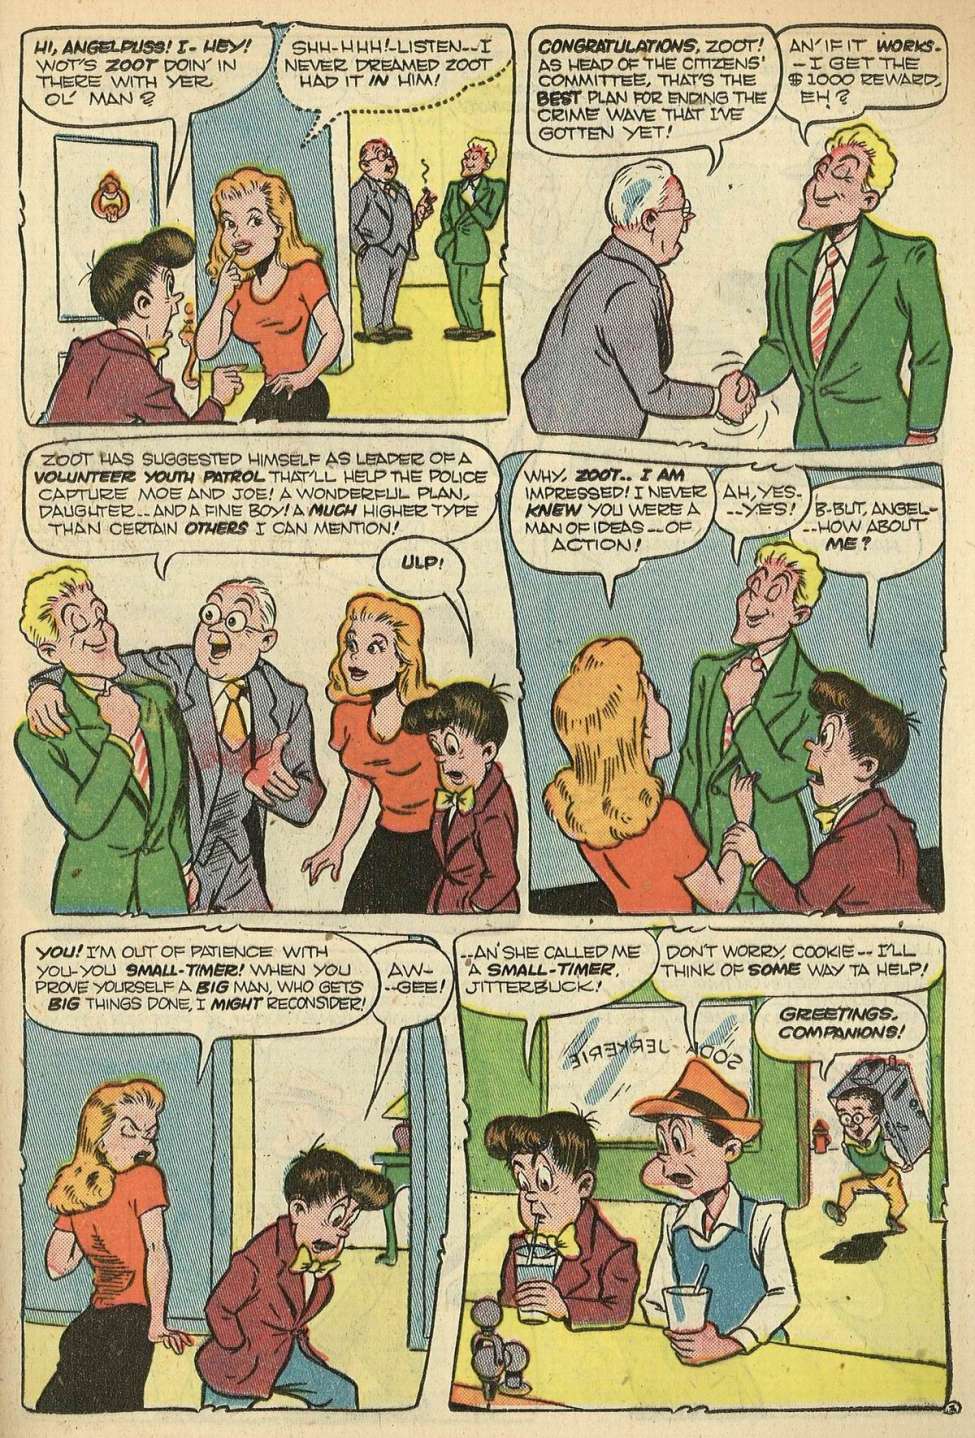 HI, ANGELPUSS! I- HEY!
WOT'S ZOOT DOIN' IN
THERE WITH YER
OL' MAN?
SHH-HHH!-LISTEN--I
NEVER DREAMED ZOOT
HAD IT IN HIM!
CONGRATULATIONS, ZOOT!
AS HEAD OF THE CITIZENS'
COMMITTEE, THAT'S THE
BEST PLAN FOR ENDING THE
CRIME WAVE THAT I'VE
GOTTEN YET!
AN' IF IT WORKS-
--I GET THE
$1000 REWARD,
EH?
ZOOT HAS SUGGESTED HIMSELF AS LEADER OF A
VOLUNTEER YOUTH PATROL THAT'LL HELP THE POLICE
CAPTURE MOE AND JOE! A WONDERFUL PLAN,
DAUGHTER--AND A FINE BOY! A MUCH HIGHER TYPE
THAN CERTAIN OTHERS I CAN MENTION!
ULP!
WHY, ZOOT.. I AM
IMPRESSED! I NEVER
KNEW YOU WERE A
MAN OF IDEAS--OF
ACTION!
AH, YES-
--YES!
B-BUT, ANGEL-
--HOW ABOUT
ME?
YOU! I'M OUT OF PATIENCE WITH
YOU-YOU SMALL-TIMER! WHEN YOU
PROVE YOURSELF A BIG MAN, WHO GETS
BIG THINGS DONE, I MIGHT RECONSIDER!
AW-
--GEE!
--AN' SHE CALLED ME
A SMALL-TIMER,
JITTERBUCK!
DON'T WORRY, COOKIE--I'LL
THINK OF SOME WAY TA HELP!
GREETINGS,
COMPANIONS!
SODA JERKERIE
3